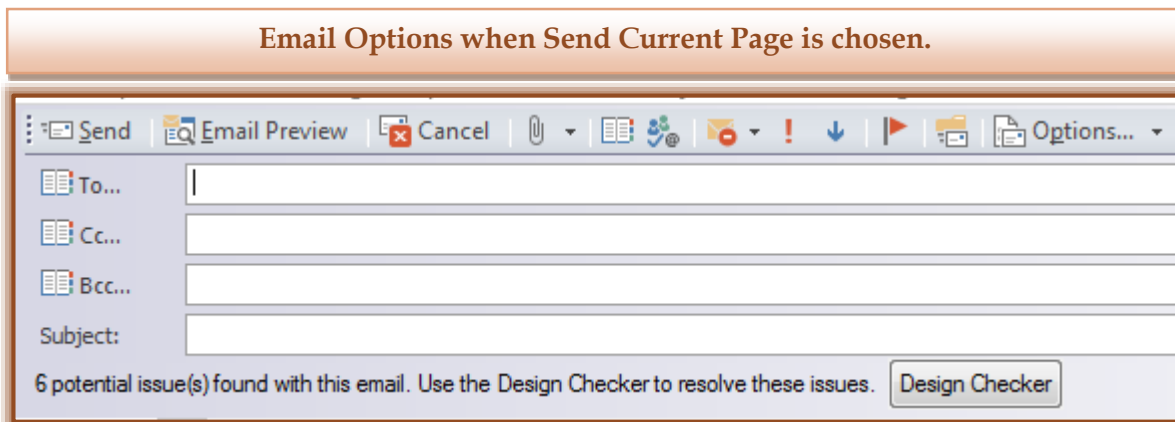 Email Options when Send Current Page is chosen.
Send Email Preview Cancel Options...
To...
Cc...
Bcc...
Subject:
6 potential issue(s) found with this email. Use the Design Checker to resolve these issues. Design Checker